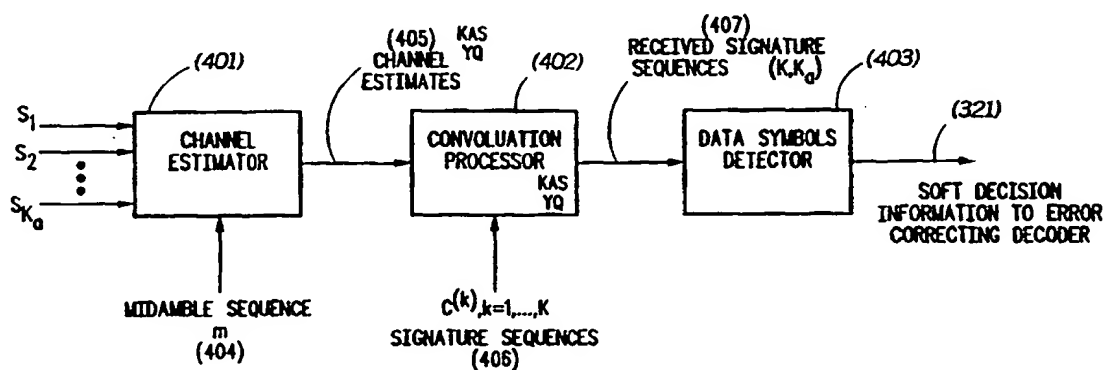 (401)
(405) KAS
YQ
CHANNEL
ESTIMATES
(402)
(407)
RECEIVED SIGNATURE
SEQUENCES (K,Ka)
(403)
(321)
S1
S2
SKa
CHANNEL
ESTIMATOR
CONVOLUATION
PROCESSOR
KAS
YQ
DATA SYMBOLS
DETECTOR
SOFT DECISION
INFORMATION TO ERROR
CORRECTING DECODER
MIDAMBLE SEQUENCE
m
(404)
C(k),k=1,...,K
SIGNATURE SEQUENCES
(406)